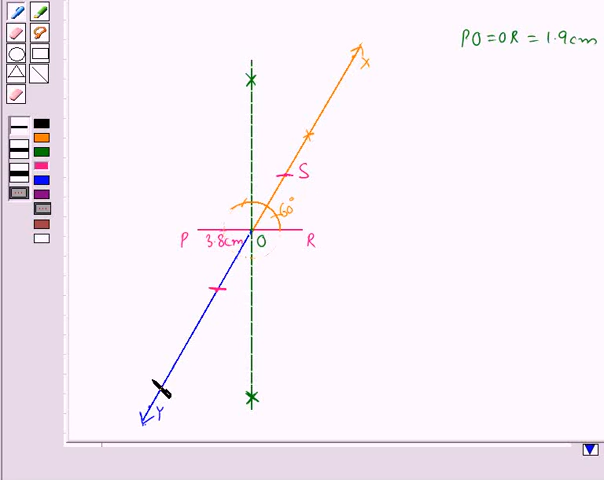 PO=OR = 1.9cm
X
S
60°
P 3.8cm O R
Y